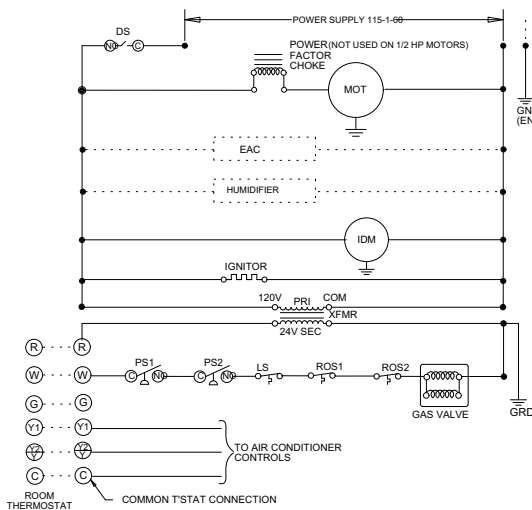 POWER SUPPLY 115-1-60
DS
NO C
POWER (NOT USED ON 1/2 HP MOTORS)
FACTOR
CHOKE
MOT
GN
(EN
EAC
HUMIDIFIER
IDM
IGNITOR
120V PRI COM
XFMR
24V SEC
R R
W W C PS1 NO C PS2 NO LS ROS1 ROS2
G G
GAS VALVE
GRD
Y1 Y1
Y/Y2 Y/Y2
TO AIR CONDITIONER
CONTROLS
C C
ROOM
THERMOSTAT
COMMON T'STAT CONNECTION